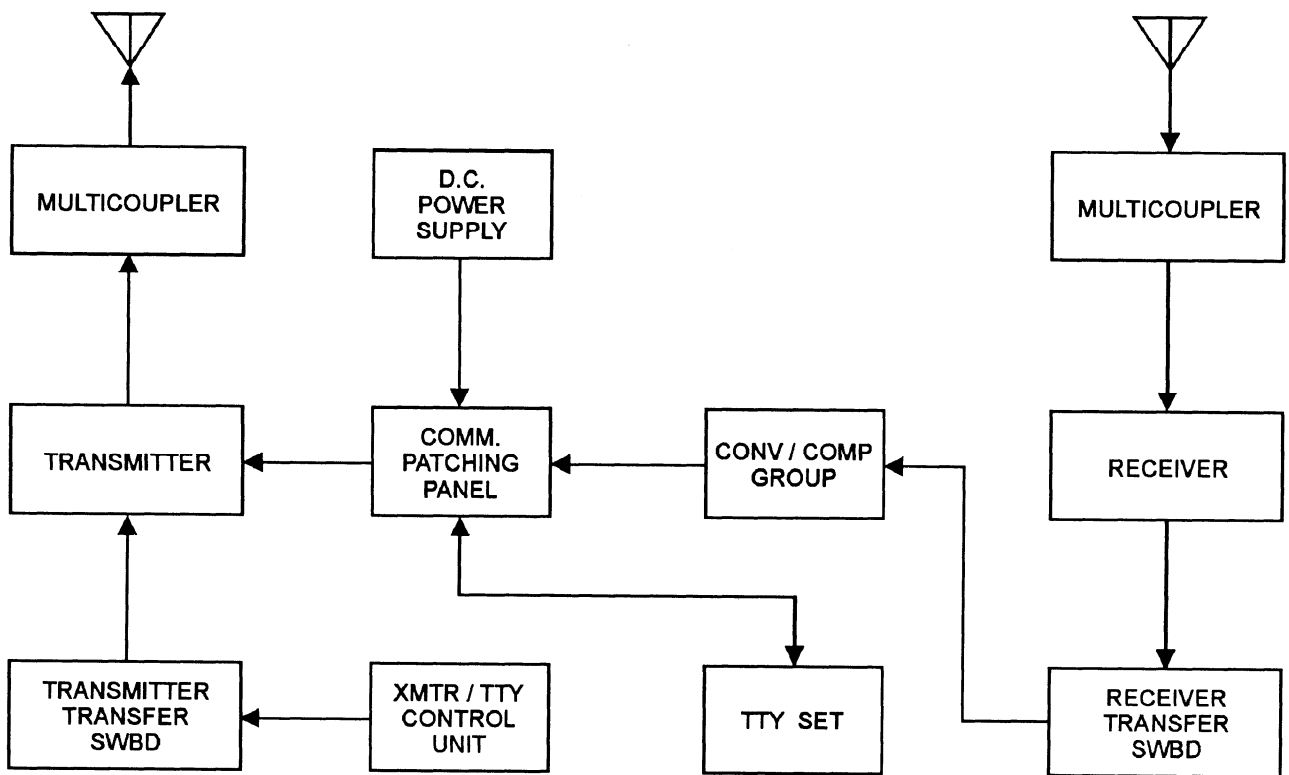 MULTICOUPLER
D.C.
POWER
SUPPLY
MULTICOUPLER
TRANSMITTER
COMM.
PATCHING
PANEL
CONV / COMP
GROUP
RECEIVER
TRANSMITTER
TRANSFER
SWBD
XMTR / TTY
CONTROL
UNIT
TTY SET
RECEIVER
TRANSFER
SWBD